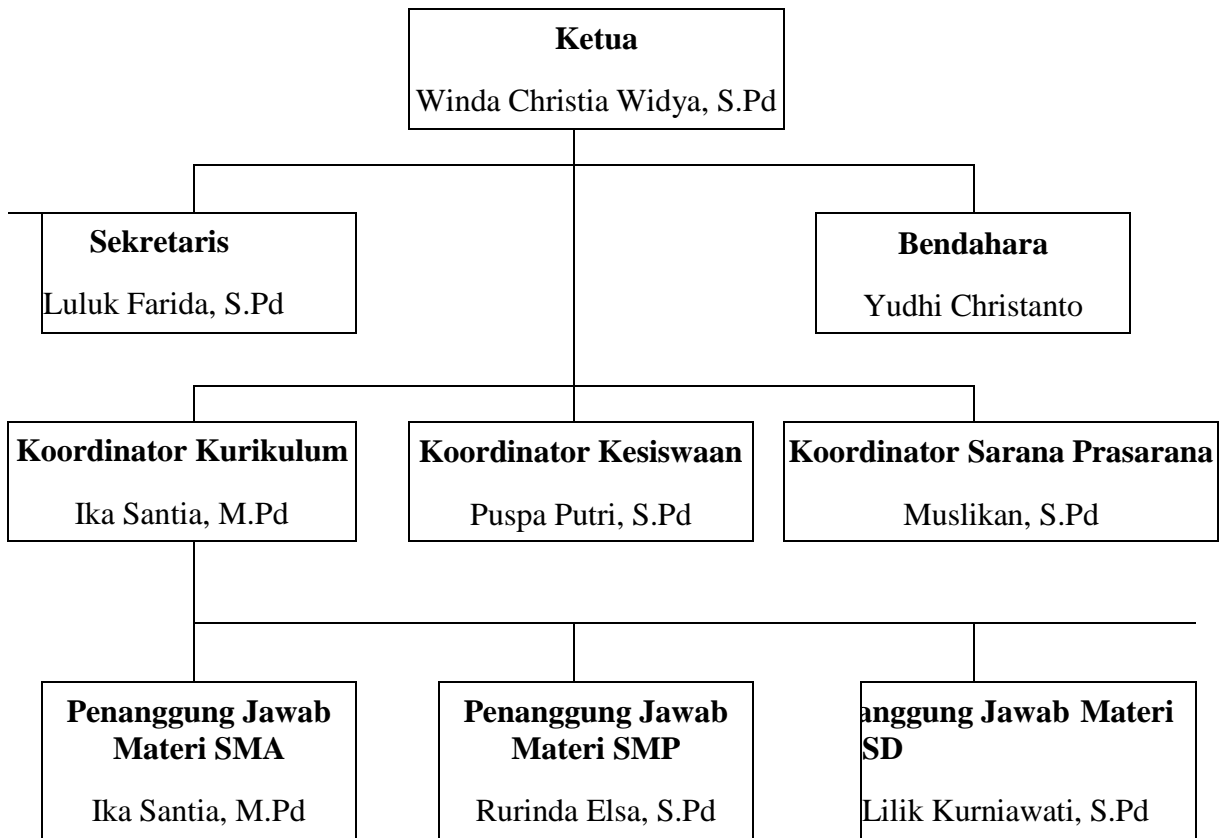 Ketua
Winda Christia Widya, S.Pd
Sekretaris
Luluk Farida, S.Pd
Bendahara
Yudhi Christanto
Koordinator Kurikulum
Ika Santia, M.Pd
Koordinator Kesiswaan
Puspa Putri, S.Pd
Koordinator Sarana Prasarana
Muslikan, S.Pd
Penanggung Jawab
Materi SMA
Ika Santia, M.Pd
Penanggung Jawab
Materi SMP
Rurinda Elsa, S.Pd
anggung Jawab Materi
SD
Lilik Kurniawati, S.Pd